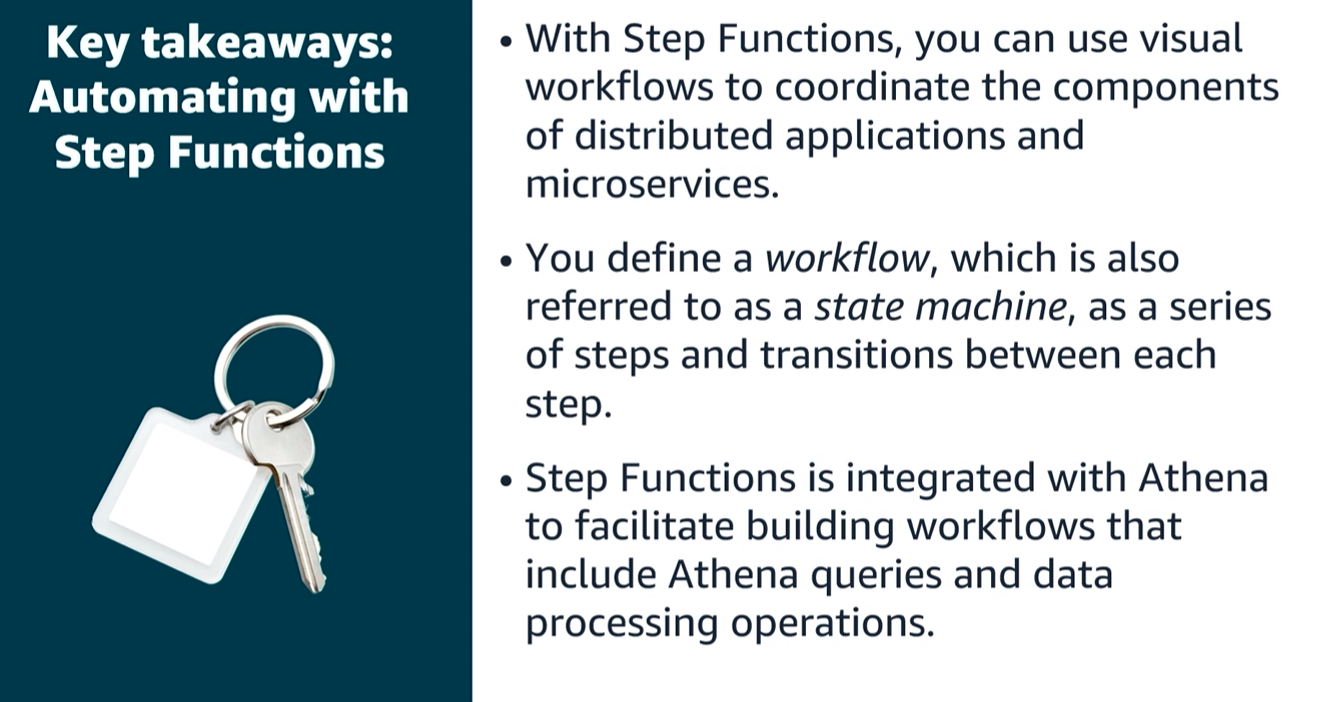 Key takeaways:
Automating with
Step Functions
• With Step Functions, you can use visual
workflows to coordinate the components
of distributed applications and
microservices.
• You define a workflow, which is also
referred to as a state machine, as a series
of steps and transitions between each
step.
• Step Functions is integrated with Athena
to facilitate building workflows that
include Athena queries and data
processing operations.